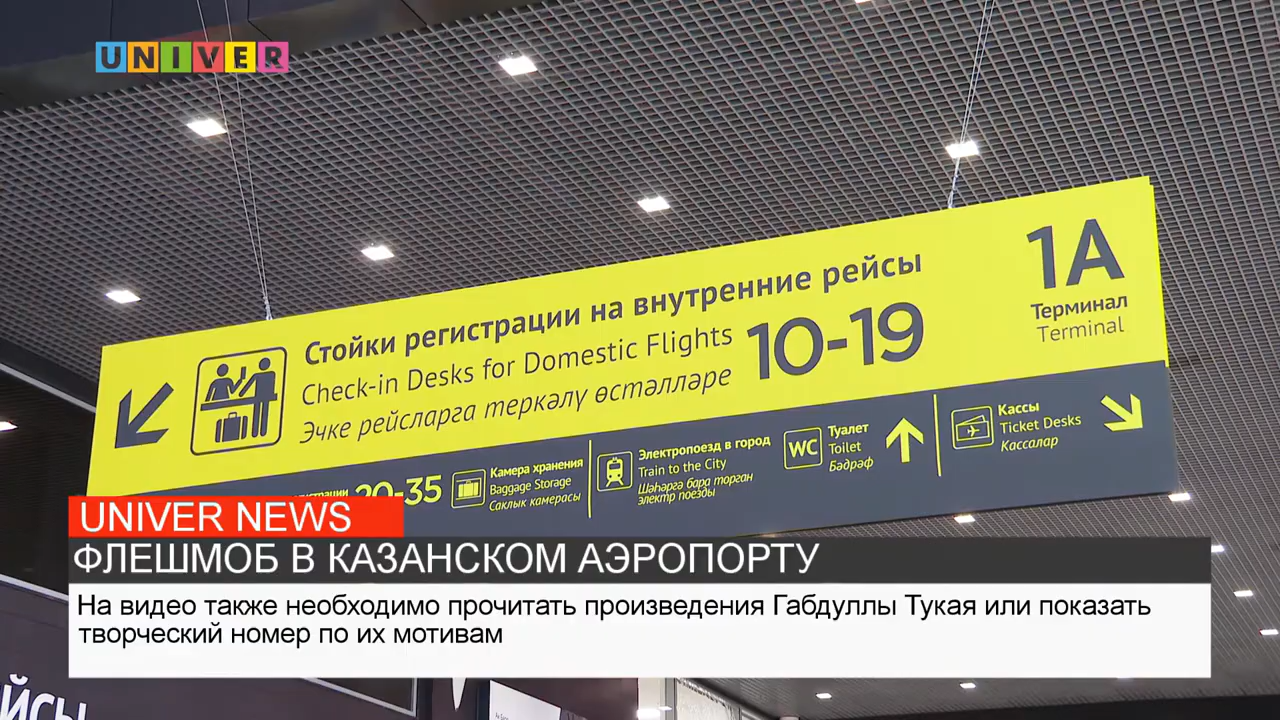 UNIVER
1А
Терминал
Terminal
Стойки регистрации на внутренние рейсы
Check-in Desks for Domestic Flights
Эчке рейсларга теркәлү өсталләре
10-19
20-35
Камера хранения
Baggage Storage
Саклык камерасы
Электропоезд в город
Train to the City
Шәһәргә бара торган
электр поезды
WC
Туалет
Toilet
Бәдрәф
Кассы
Ticket Desks
Кассалар
UNIVER NEWS
ФЛЕШМОБ В КАЗАНСКОМ АЭРОПОРТУ
На видео также необходимо прочитать произведения Габдуллы Тукая или показать
творческий номер по их мотивам